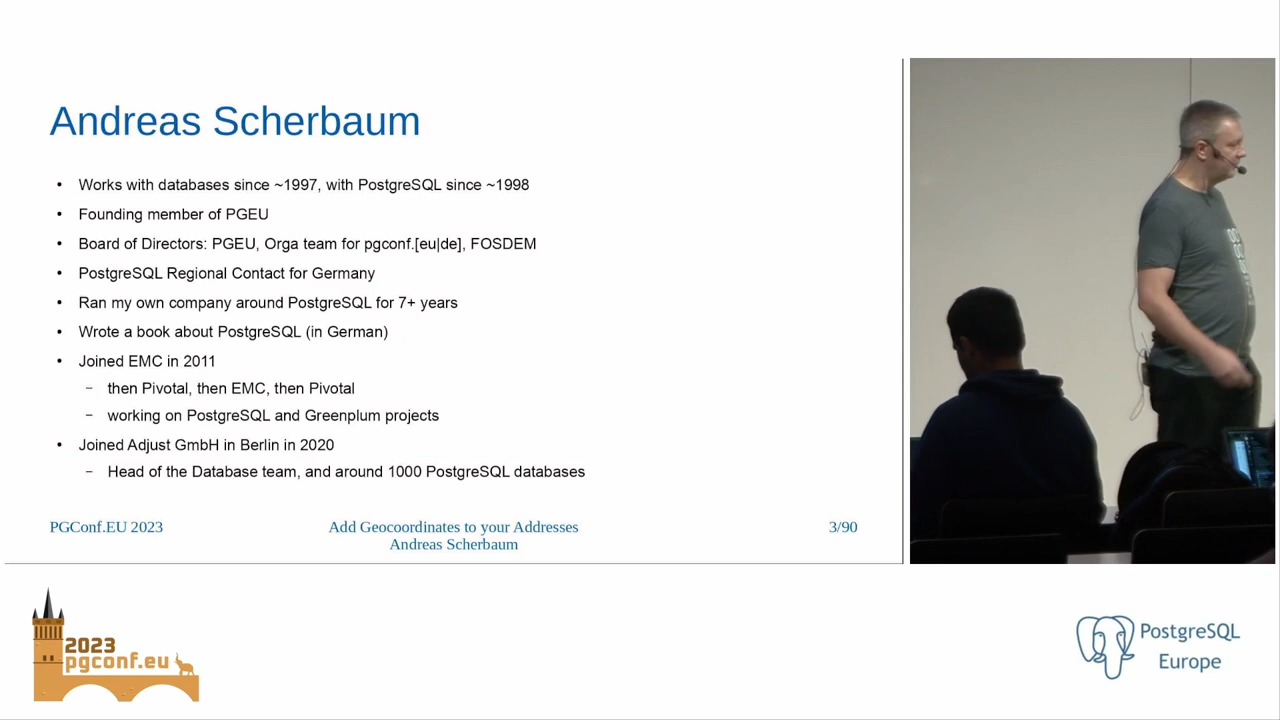 Andreas Scherbaum
• Works with databases since ~1997, with PostgreSQL since ~1998
• Founding member of PGEU
• Board of Directors: PGEU, Orga team for pgconf.[eu|de], FOSDEM
• PostgreSQL Regional Contact for Germany
• Ran my own company around PostgreSQL for 7+ years
• Wrote a book about PostgreSQL (in German)
• Joined EMC in 2011
– then Pivotal, then EMC, then Pivotal
– working on PostgreSQL and Greenplum projects
• Joined Adjust GmbH in Berlin in 2020
– Head of the Database team, and around 1000 PostgreSQL databases
PGConf.EU 2023
Add Geocoordinates to your Addresses
Andreas Scherbaum
3/90
2023
pgconf.eu
PostgreSQL
Europe